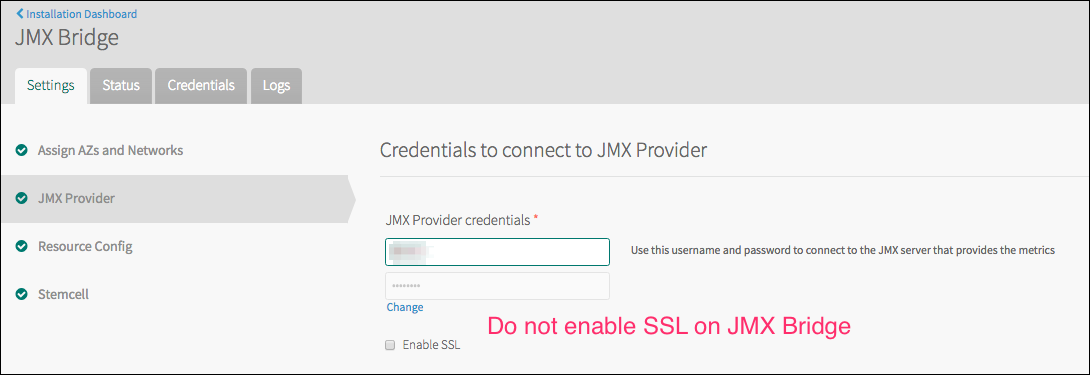 Installation Dashboard
JMX Bridge
Settings
Status
Credentials
Logs
Assign AZs and Networks
JMX Provider
Resource Config
Stemcell
Credentials to connect to JMX Provider
JMX Provider credentials *
Use this username and password to connect to the JMX server that provides the metrics
••••••••
Change
Do not enable SSL on JMX Bridge
Enable SSL